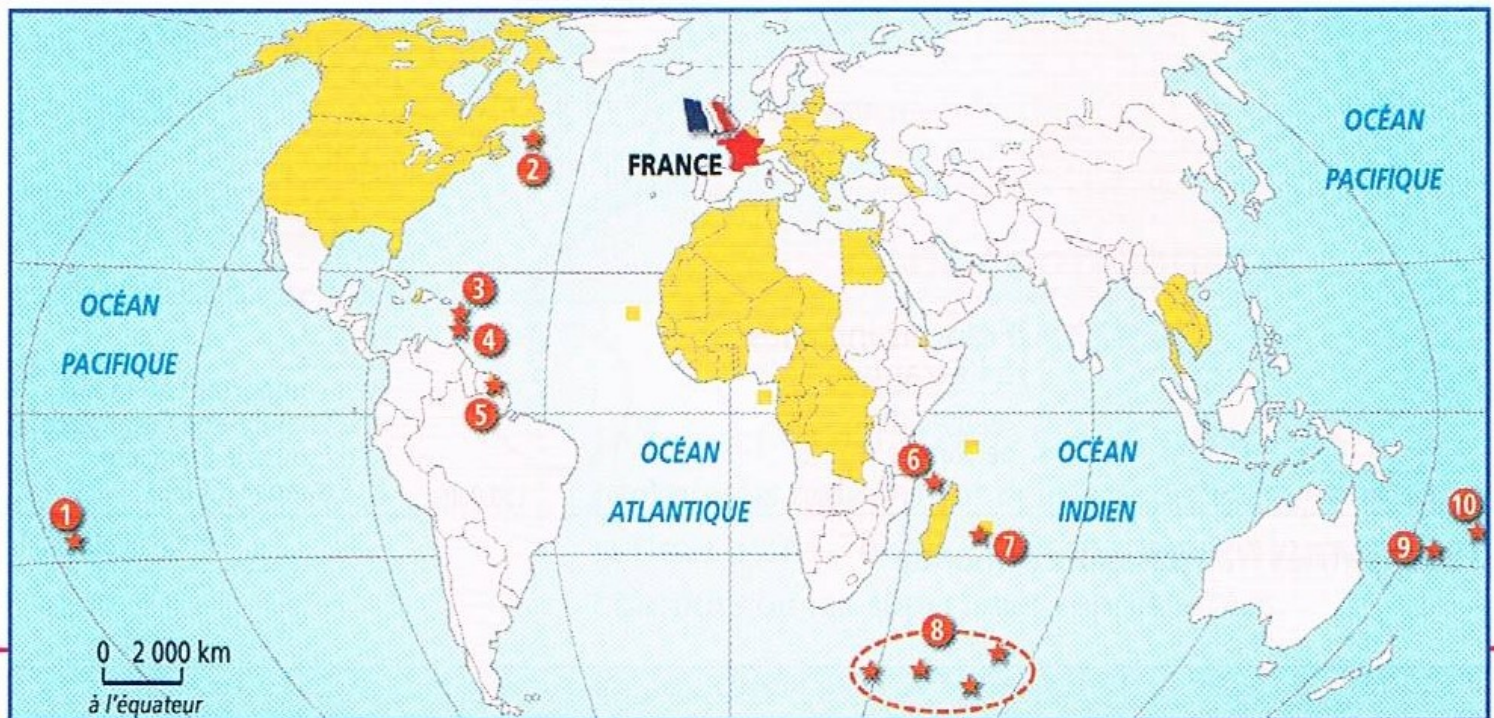 OCÉAN
PACIFIQUE
FRANCE
2
3
OCÉAN
PACIFIQUE
4
5
OCÉAN
ATLANTIQUE
6
OCÉAN
INDIEN
1
7
9
10
8
0 2 000 km
à l'équateur